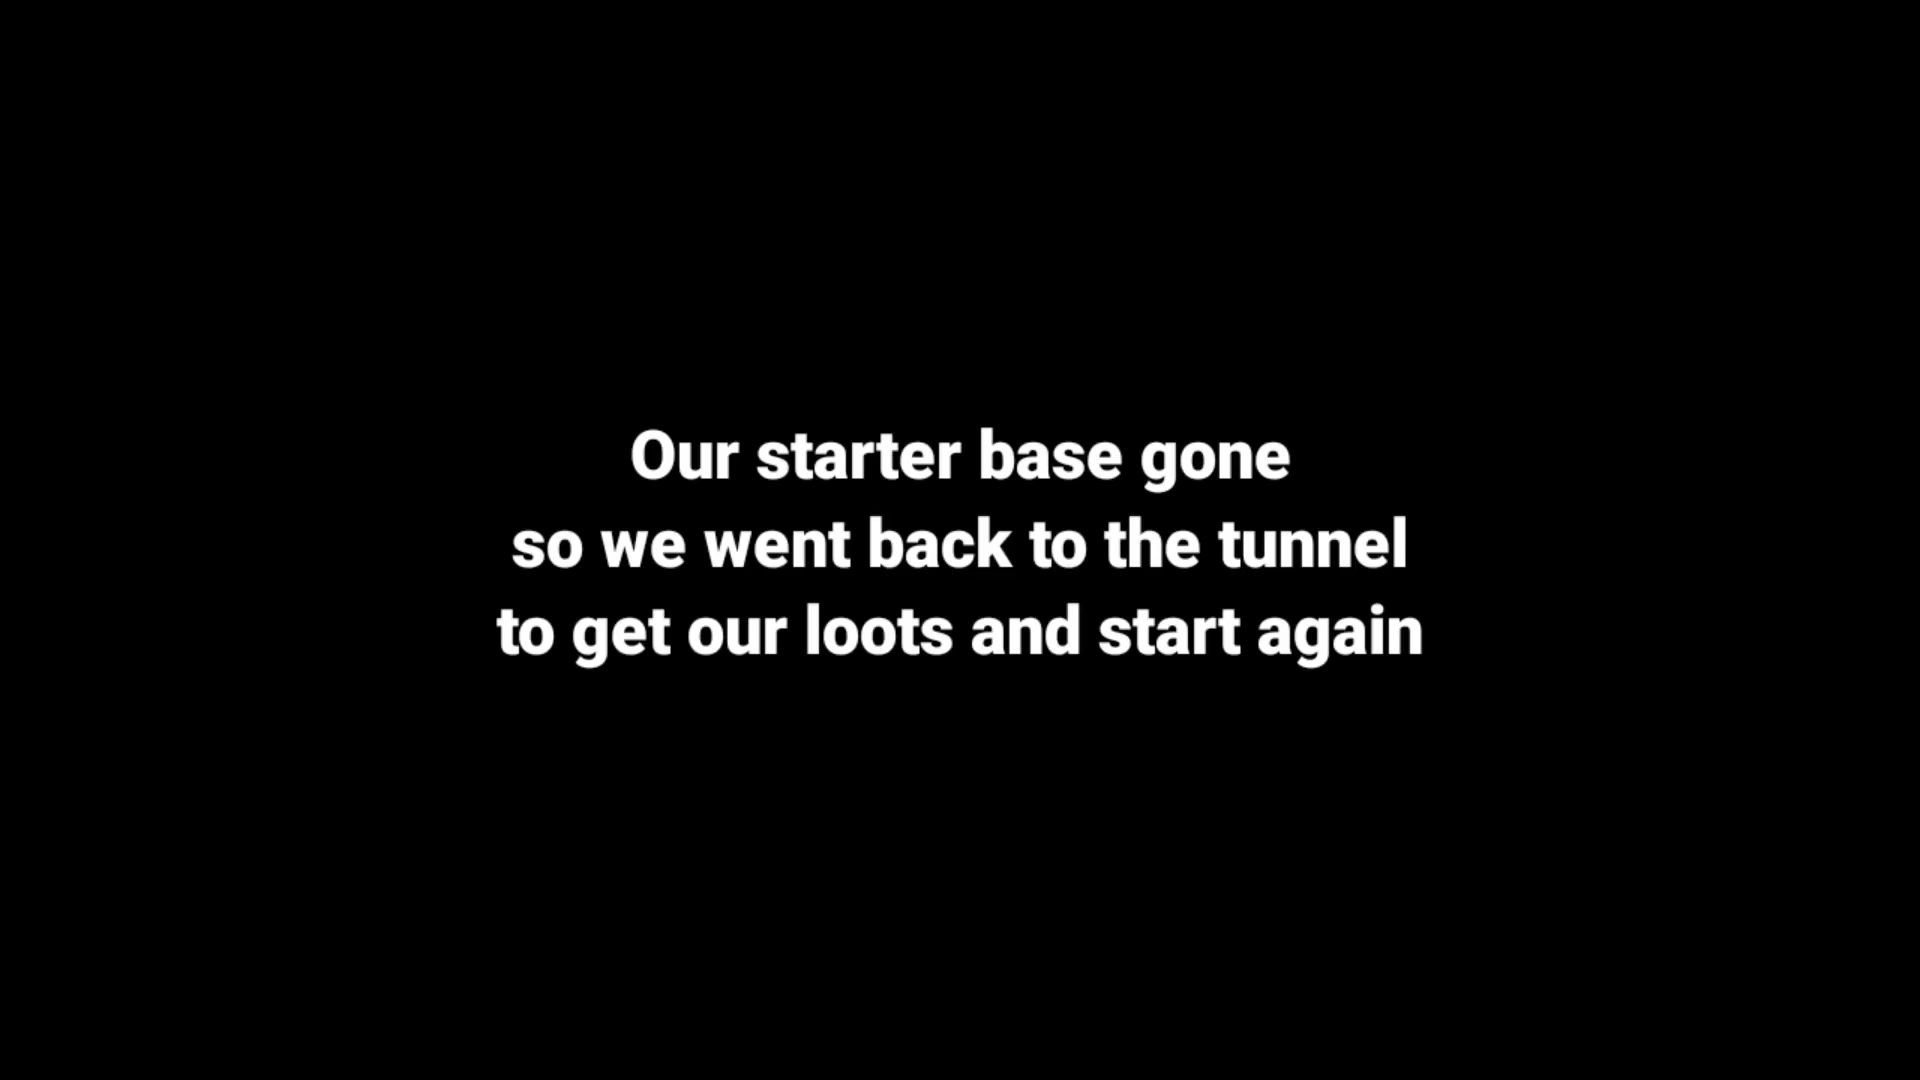 Our starter base gone
so we went back to the tunnel
to get our loots and start again